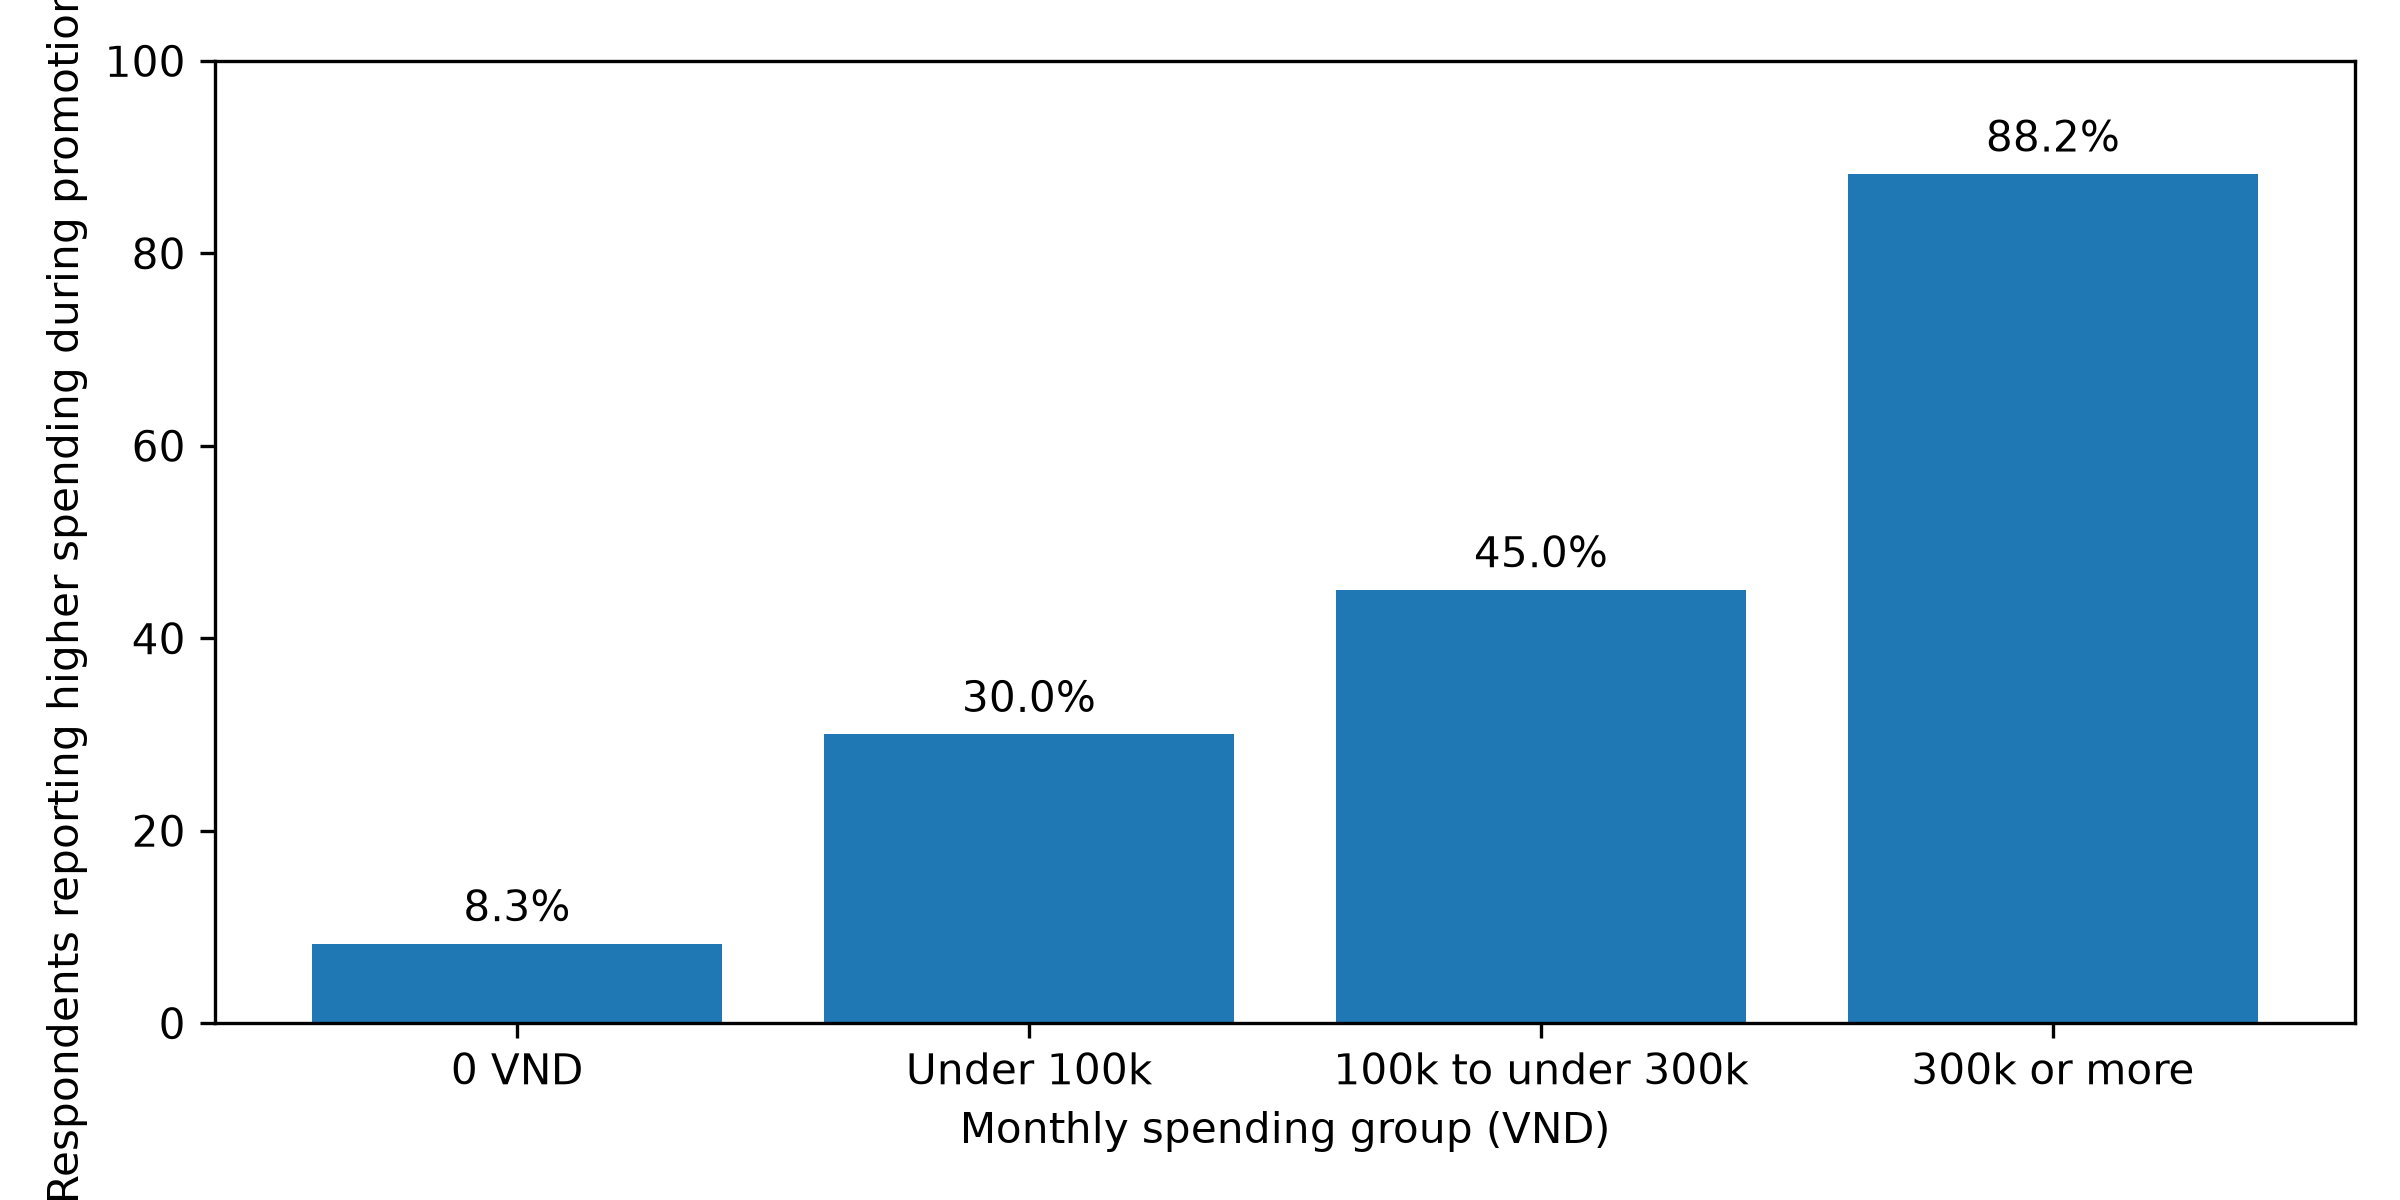 Respondents reporting higher spending during promotion
100
80
60
40
20
0
8.3%
30.0%
45.0%
88.2%
0 VND
Under 100k
100k to under 300k
300k or more
Monthly spending group (VND)